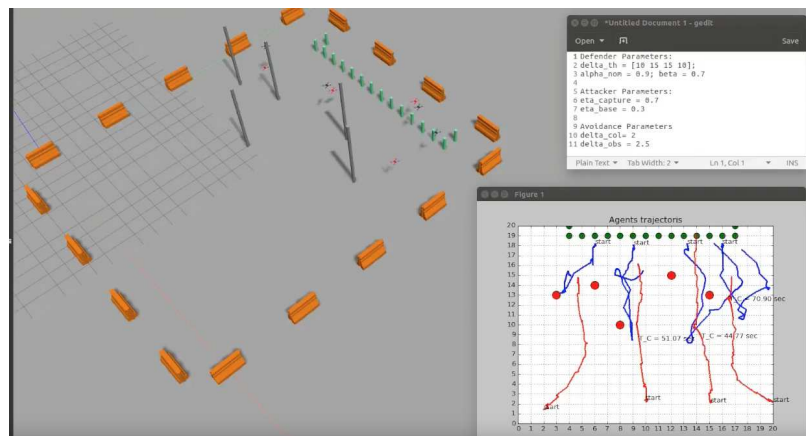 *Untitled Document 1 - gedit
Open
Save
1 Defender Parameters:
2 delta_th = [10 15 15 10];
3 alpha_nom = 0.9; beta = 0.7
4
5 Attacker Parameters:
6 eta_capture = 0.7
7 eta_base = 0.3
8
9 Avoidance Parameters
10 delta_col= 2
11 delta_obs = 2.5
Plain Text Tab Width: 2 Ln 1, Col 1 INS
Figure 1
Agents trajectoris
20
19
start start start start
18
17
16
15
14
13
T_C = 70.90 sec
12
11
10
9
T_C = 51.07 sec T_C = 44.77 sec
8
7
6
5
4
3
2
start start start start
1
0
0 1 2 3 4 5 6 7 8 9 10 11 12 13 14 15 16 17 18 19 20